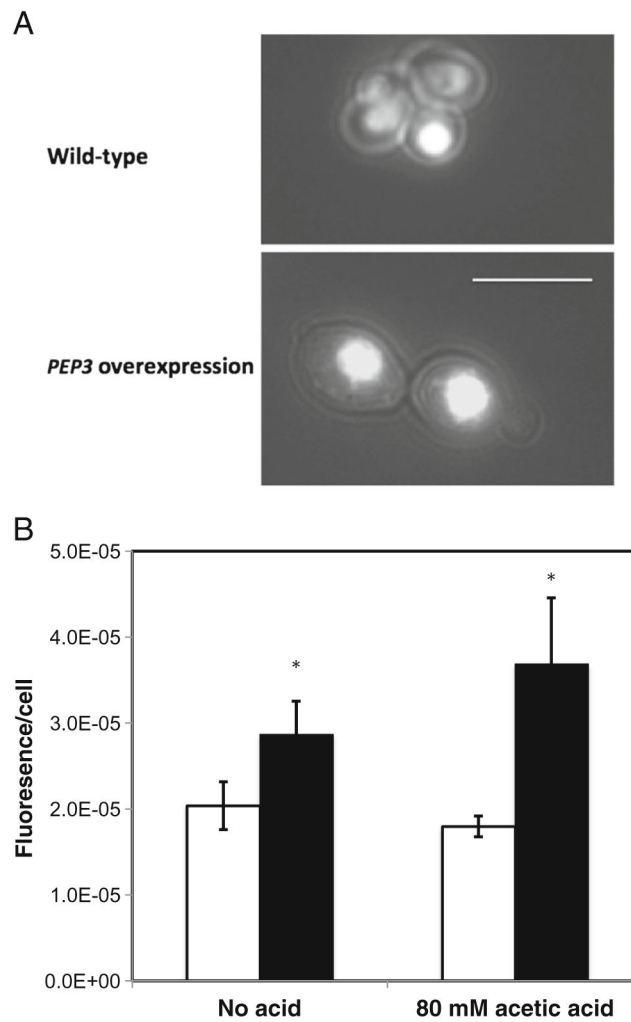 A
Wild-type
PEP3 overexpression
B
5.0E-05
4.0E-05
3.0E-05
2.0E-05
1.0E-05
0.0E+00
Fluoresence/cell
*
*
No acid
80 mM acetic acid